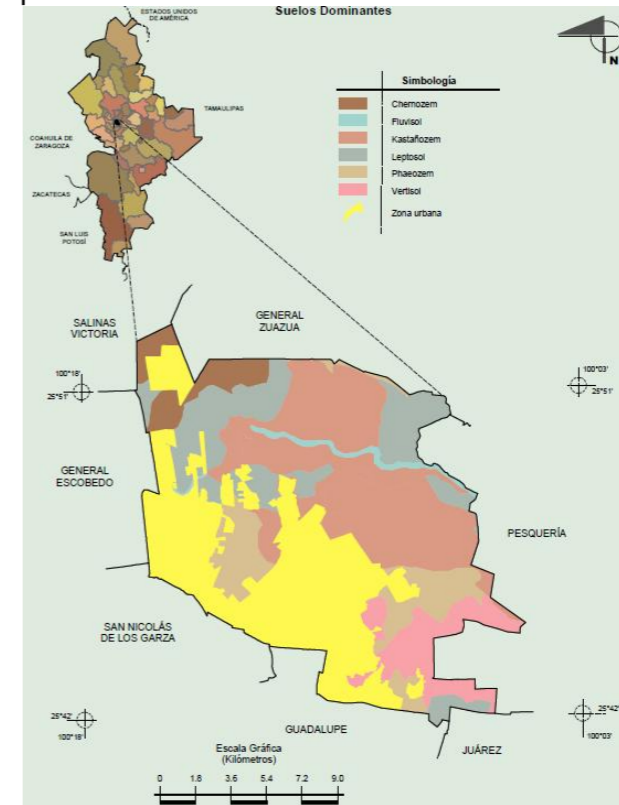 Suelos Dominantes
ESTADOS UNIDOS
DE AMÉRICA
N
TAMAULIPAS
COAHUILA DE
ZARAGOZA
ZACATECAS
SAN LUIS
POTOSÍ
Simbología
Chernozem
Fluvisol
Kastañozem
Leptosol
Phaeozem
Vertisol
Zona urbana
SALINAS
VICTORIA
GENERAL
ZUAZUA
100°18'
25°51'
100°03'
25°51'
GENERAL
ESCOBEDO
PESQUERÍA
SAN NICOLÁS
DE LOS GARZA
25°42'
100°18'
25°42'
100°03'
GUADALUPE
JUÁREZ
Escala Gráfica
(Kilómetros)
0 1.8 3.6 5.4 7.2 9.0